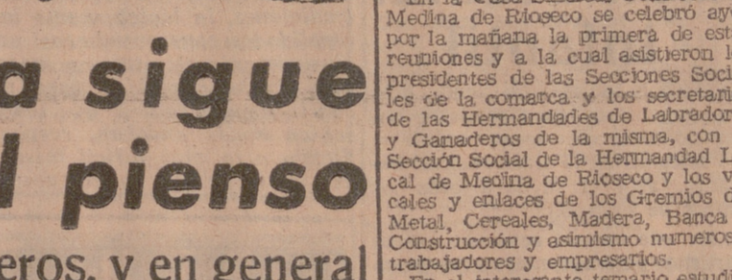 a sigue
l pienso
eros, y en general
Medina de Rioseco se celebró ay
por la mañana la primera de est
reuniones y a la cual asistieron l
presidentes de las Secciones Soci
les de la comarca y los secretari
de las Hermandades de Labrador
y Ganaderos de la misma, con
Sección Social de la Hermandad L
cal de Medina de Rioseco y los v
cales y enlaces de los Gremios d
Metal, Cereales, Madera, Banca
Construcción y asimismo numeros
trabajadores y empresarios.